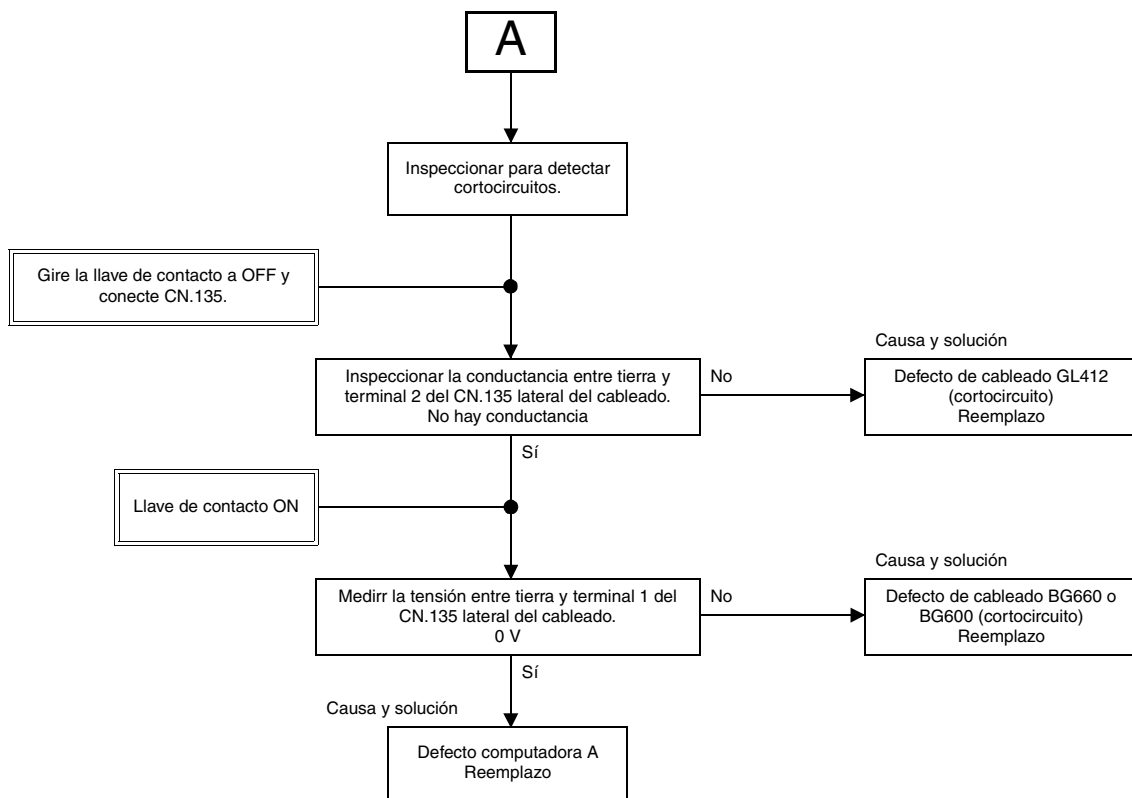 A
Inspeccionar para detectar
cortocircuitos.
Gire la llave de contacto a OFF y
conecte CN.135.
Inspeccionar la conductancia entre tierra y
terminal 2 del CN.135 lateral del cableado.
No hay conductancia
No
Causa y solución
Defecto de cableado GL412
(cortocircuito)
Reemplazo
Sí
Llave de contacto ON
Medirr la tensión entre tierra y terminal 1 del
CN.135 lateral del cableado.
0 V
No
Causa y solución
Defecto de cableado BG660 o
BG600 (cortocircuito)
Reemplazo
Sí
Causa y solución
Defecto computadora A
Reemplazo